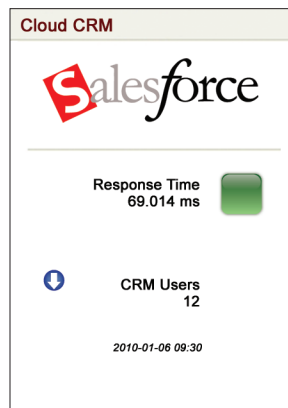 Cloud CRM
Salesforce
Response Time
69.014 ms
CRM Users
12
2010-01-06 09:30